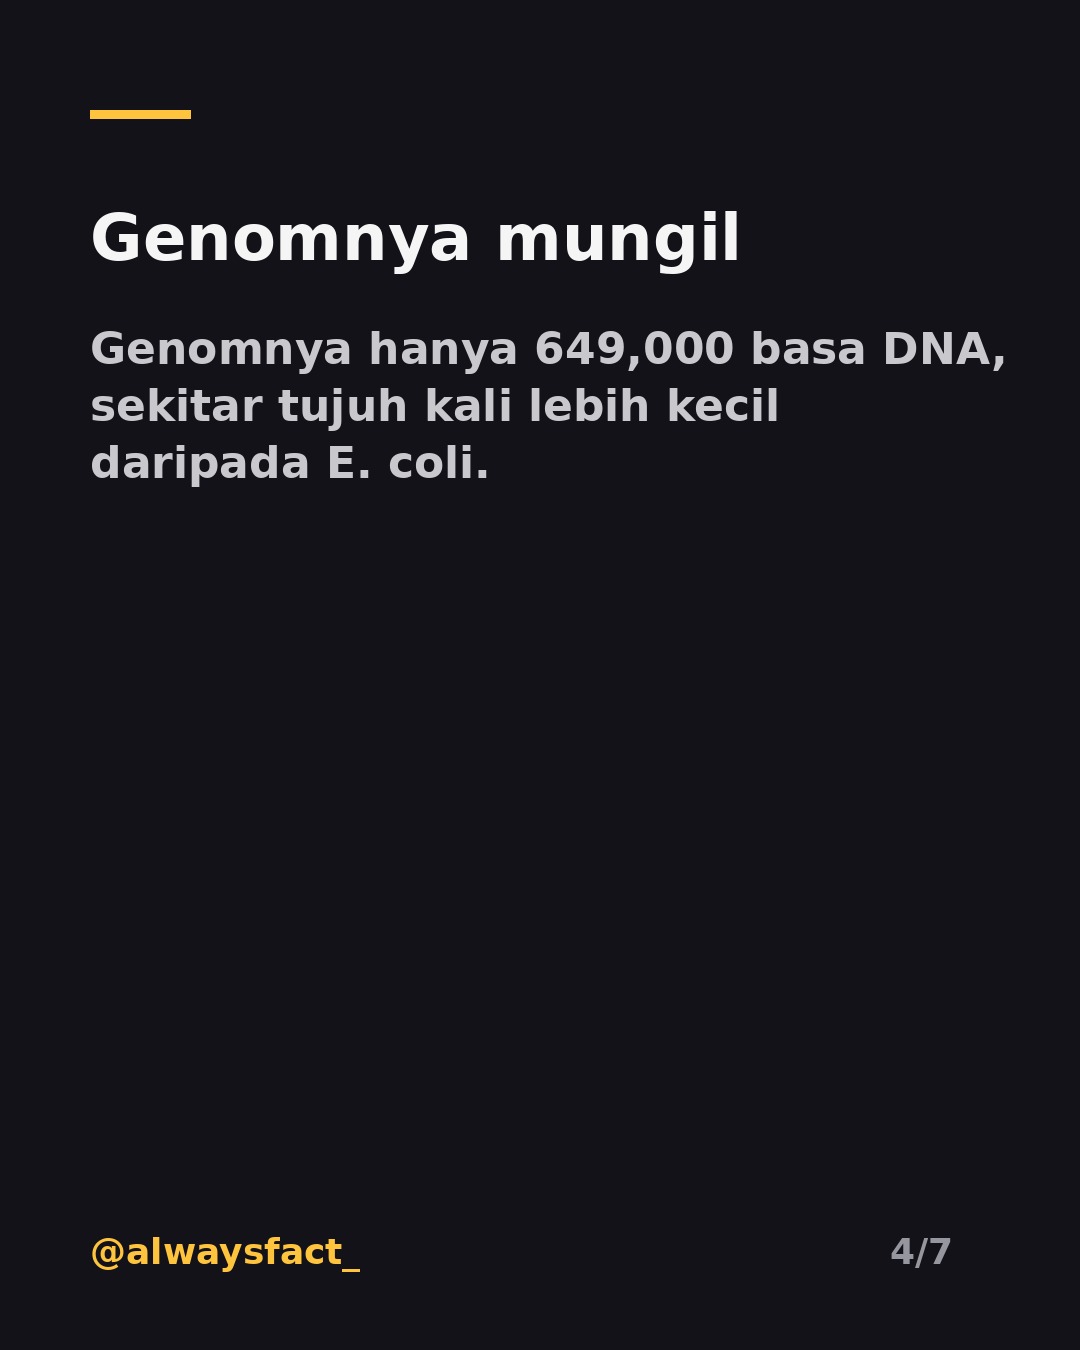 Genomnya mungil
Genomnya hanya 649,000 basa DNA,
sekitar tujuh kali lebih kecil
daripada E. coli.
@alwaysfact_
4/7